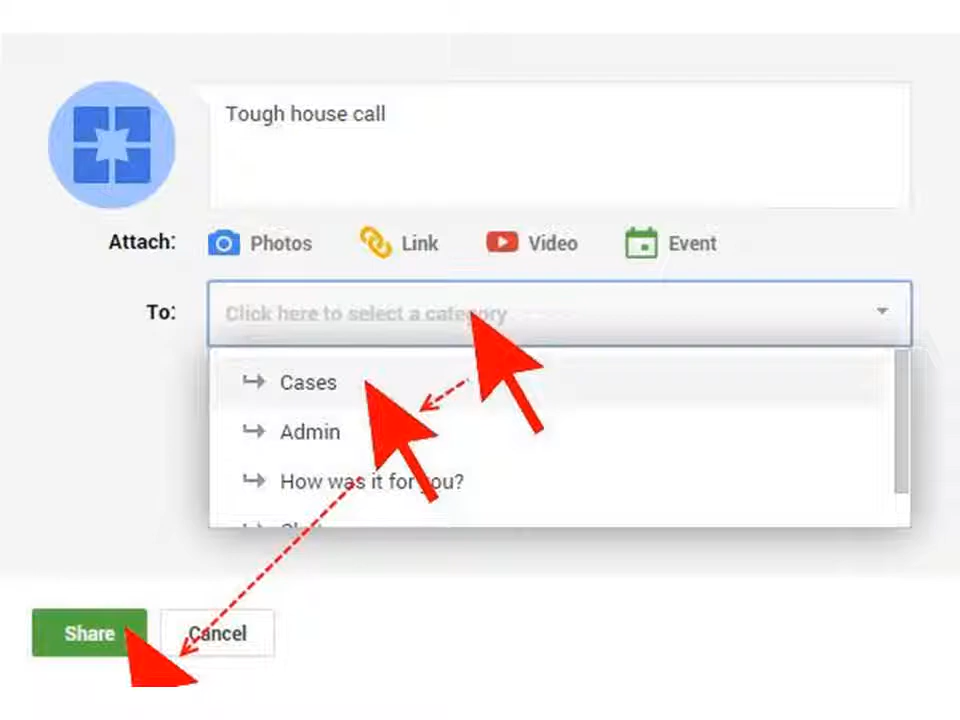 Tough house call
Attach: Photos Link Video Event
To: Click here to select a category
Cases
Admin
How was it for you?
Share Cancel